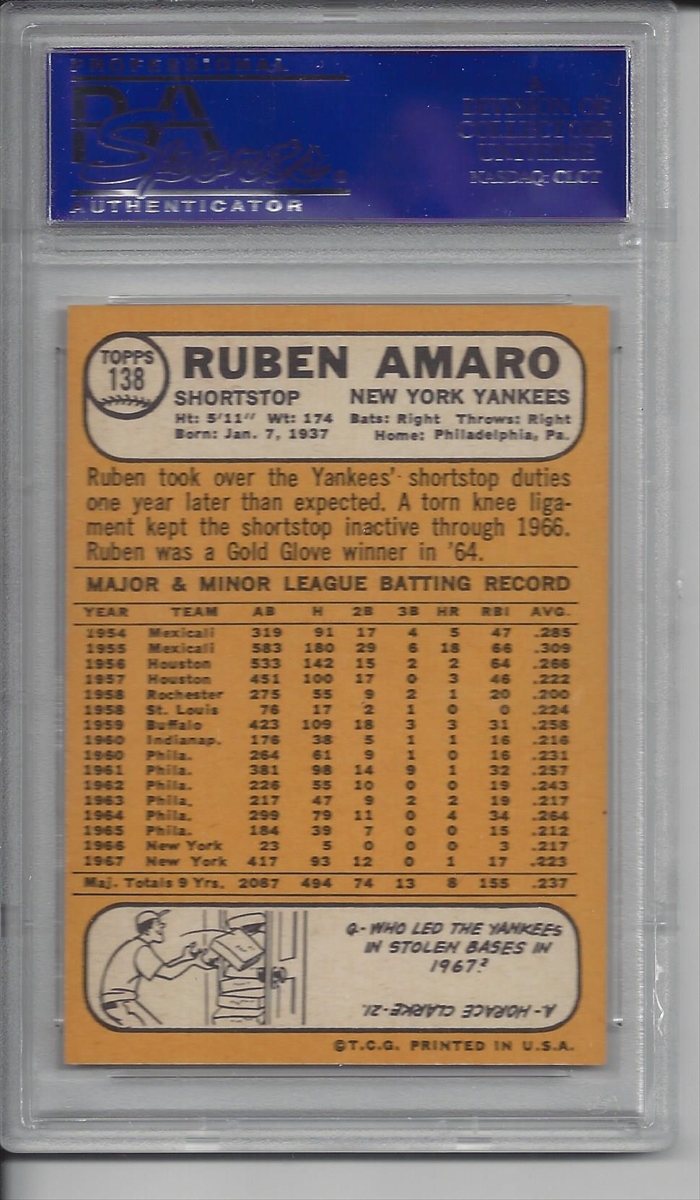 PROFESSIONAL
PSA
Sports
AUTHENTICATOR
A
DIVISION OF
COLLECTORS
UNIVERSE
NASDAQ: CLCT
TOPPS
138
RUBEN AMARO
SHORTSTOP NEW YORK YANKEES
Ht: 5'11" Wt: 174 Bats: Right Throws: Right
Born: Jan. 7, 1937 Home: Philadelphia, Pa.
Ruben took over the Yankees' shortstop duties
one year later than expected. A torn knee liga-
ment kept the shortstop inactive through 1966.
Ruben was a Gold Glove winner in '64.
MAJOR & MINOR LEAGUE BATTING RECORD
YEAR TEAM AB H 2B 3B HR RBI AVG.
1954 Mexicali 319 91 17 4 5 47 .285
1955 Mexicali 583 180 29 6 18 66 .309
1956 Houston 533 142 15 2 2 64 .266
1957 Houston 451 100 17 0 3 46 .222
1958 Rochester 275 55 9 2 1 20 .200
1958 St. Louis 76 17 2 1 0 0 .224
1959 Buffalo 423 109 18 3 3 31 .258
1960 Indianap. 176 38 5 1 1 16 .216
1960 Phila. 264 61 9 1 0 16 .231
1961 Phila. 381 98 14 9 1 32 .257
1962 Phila. 226 55 10 0 0 19 .243
1963 Phila. 217 47 9 2 2 19 .217
1964 Phila. 299 79 11 0 4 34 .264
1965 Phila. 184 39 7 0 0 15 .212
1966 New York 23 5 0 0 0 3 .217
1967 New York 417 93 12 0 1 17 .223
Maj. Totals 9 Yrs. 2087 494 74 13 8 155 .237
Q- WHO LED THE YANKEES
IN STOLEN BASES IN
1967?
A- HORACE CLARKE-21.
©T.C.G. PRINTED IN U.S.A.